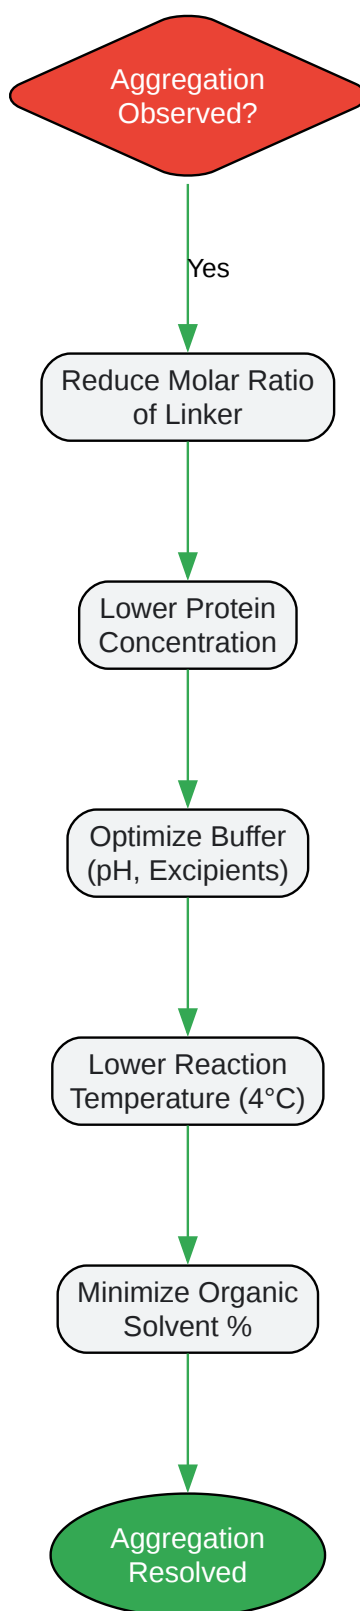 Aggregation
Observed?
Yes
Reduce Molar Ratio
of Linker
Lower Protein
Concentration
Optimize Buffer
(pH, Excipients)
Lower Reaction
Temperature (4°C)
Minimize Organic
Solvent %
Aggregation
Resolved